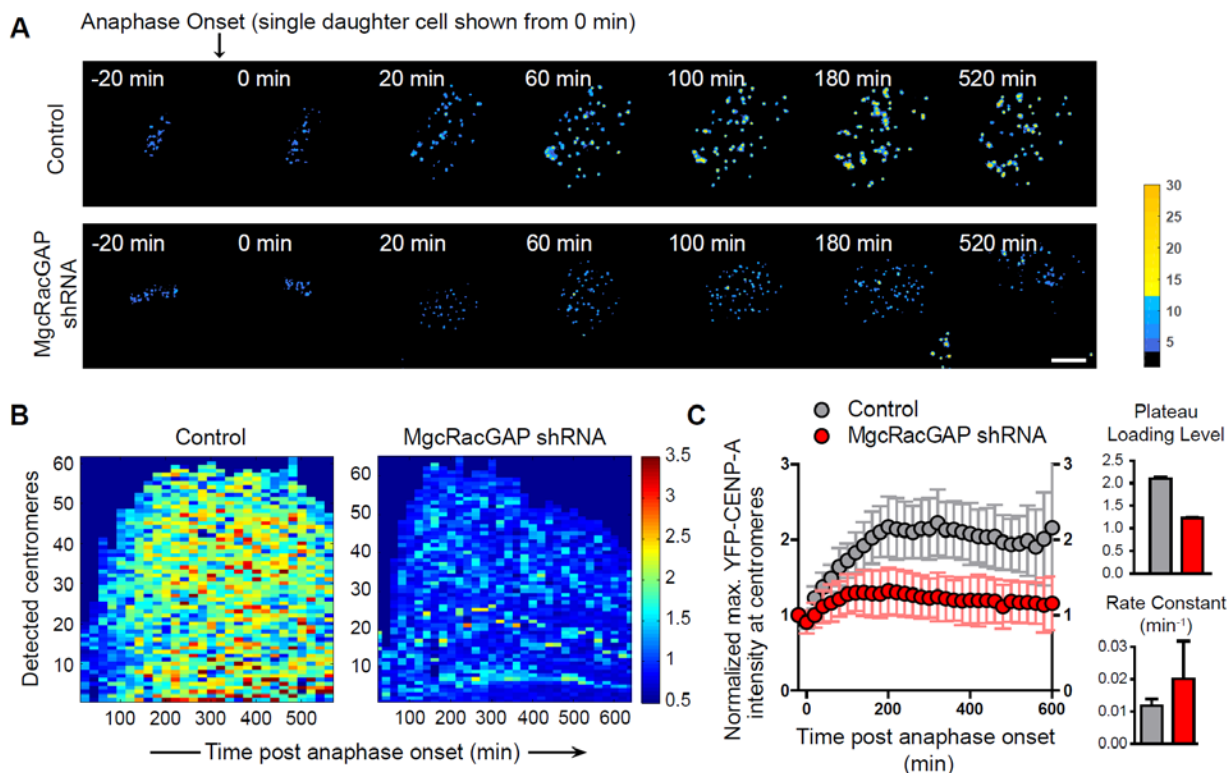 A
Anaphase Onset (single daughter cell shown from 0 min)
Control
-20 min 0 min 20 min 60 min 100 min 180 min 520 min
MgcRacGAP
shRNA
-20 min 0 min 20 min 60 min 100 min 180 min 520 min
30
25
20
15
10
5
B
Control
MgcRacGAP shRNA
Detected centromeres
60
50
40
30
20
10
100 200 300 400 500
60
50
40
30
20
10
100 200 300 400 500 600
3.5
3
2.5
2
1.5
1
0.5
Time post anaphase onset (min)
C
Control
MgcRacGAP shRNA
Normalized max. YFP-CENP-A
intensity at centromeres
3
2
1
0
3
2
1
0
0 200 400 600
Time post anaphase onset
(min)
Plateau
Loading Level
2.5
2.0
1.5
1.0
0.5
0.0
Rate Constant
(min⁻¹)
0.03
0.02
0.01
0.00